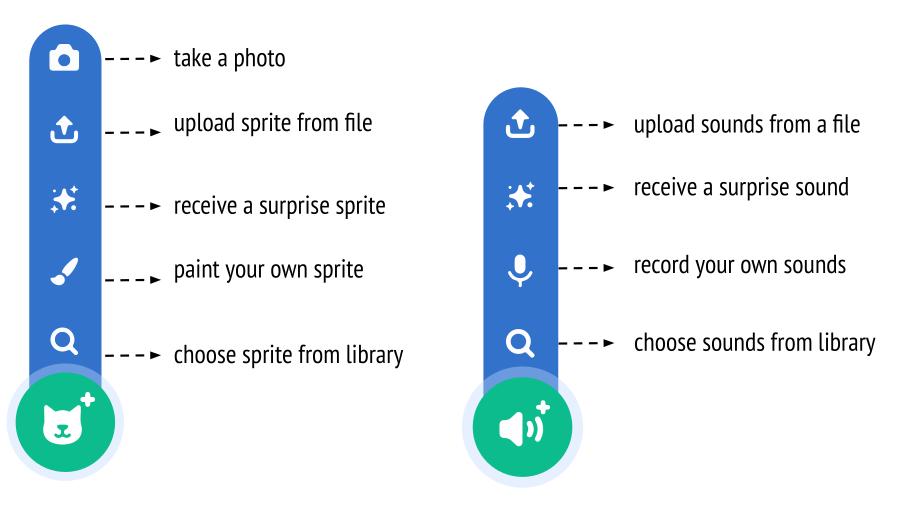 take a photo
upload sprite from file
receive a surprise sprite
paint your own sprite
choose sprite from library
upload sounds from a file
receive a surprise sound
record your own sounds
choose sounds from library